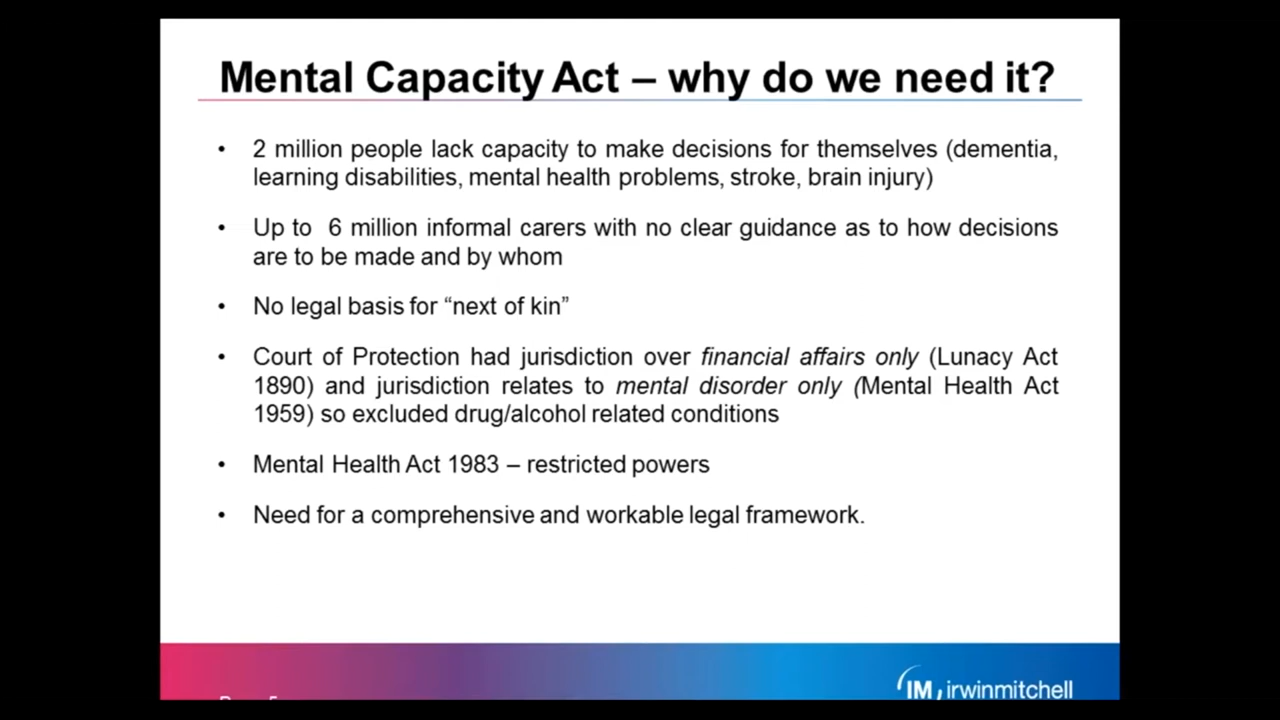 Mental Capacity Act – why do we need it?
• 2 million people lack capacity to make decisions for themselves (dementia,
learning disabilities, mental health problems, stroke, brain injury)
• Up to  6 million informal carers with no clear guidance as to how decisions
are to be made and by whom
• No legal basis for “next of kin”
• Court of Protection had jurisdiction over financial affairs only (Lunacy Act
1890) and jurisdiction relates to mental disorder only (Mental Health Act
1959) so excluded drug/alcohol related conditions
• Mental Health Act 1983 – restricted powers
• Need for a comprehensive and workable legal framework.
IM irwinmitchell